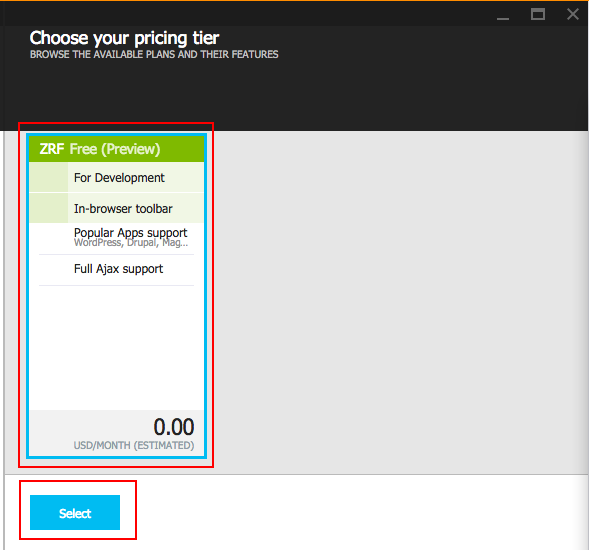 Choose your pricing tier
BROWSE THE AVAILABLE PLANS AND THEIR FEATURES
ZRF Free (Preview)
For Development
In-browser toolbar
Popular Apps support
WordPress, Drupal, Mag...
Full Ajax support
0.00
USD/MONTH (ESTIMATED)
Select